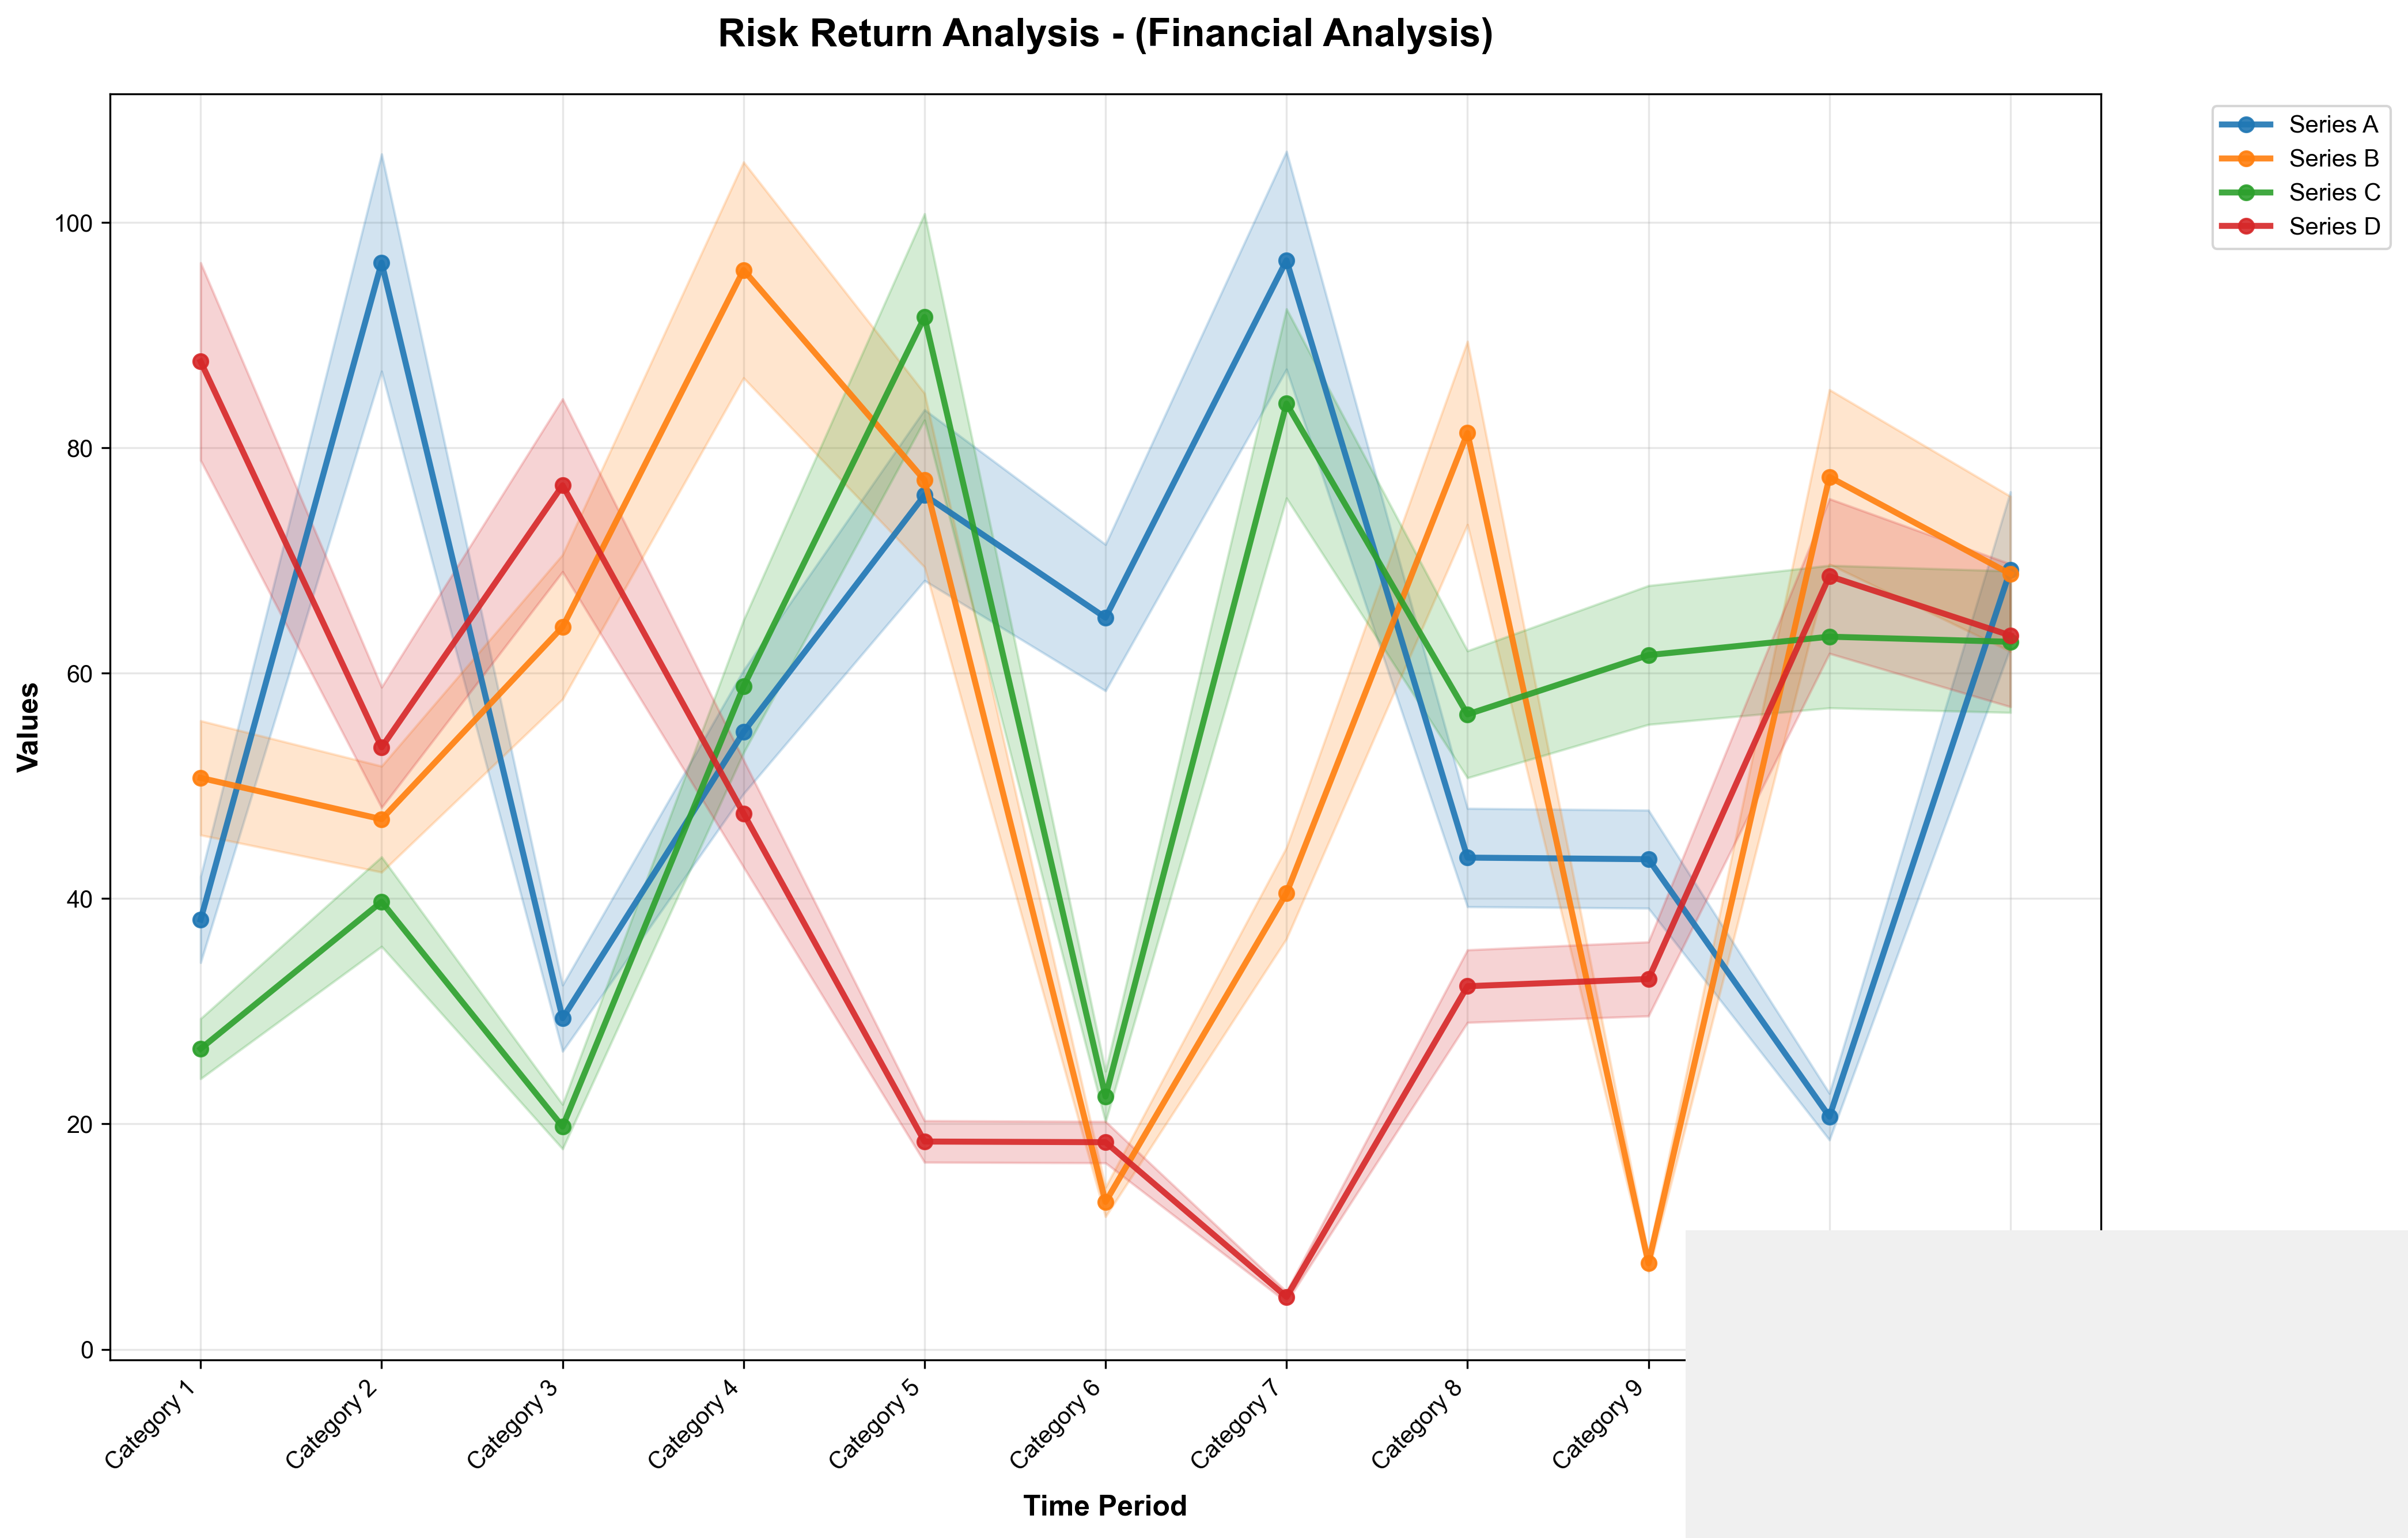 Risk Return Analysis - (Financial Analysis)
Series A
Series B
Series C
Series D
Values
100
80
60
40
20
0
Category 1
Category 2
Category 3
Category 4
Category 5
Category 6
Category 7
Category 8
Category 9
Time Period